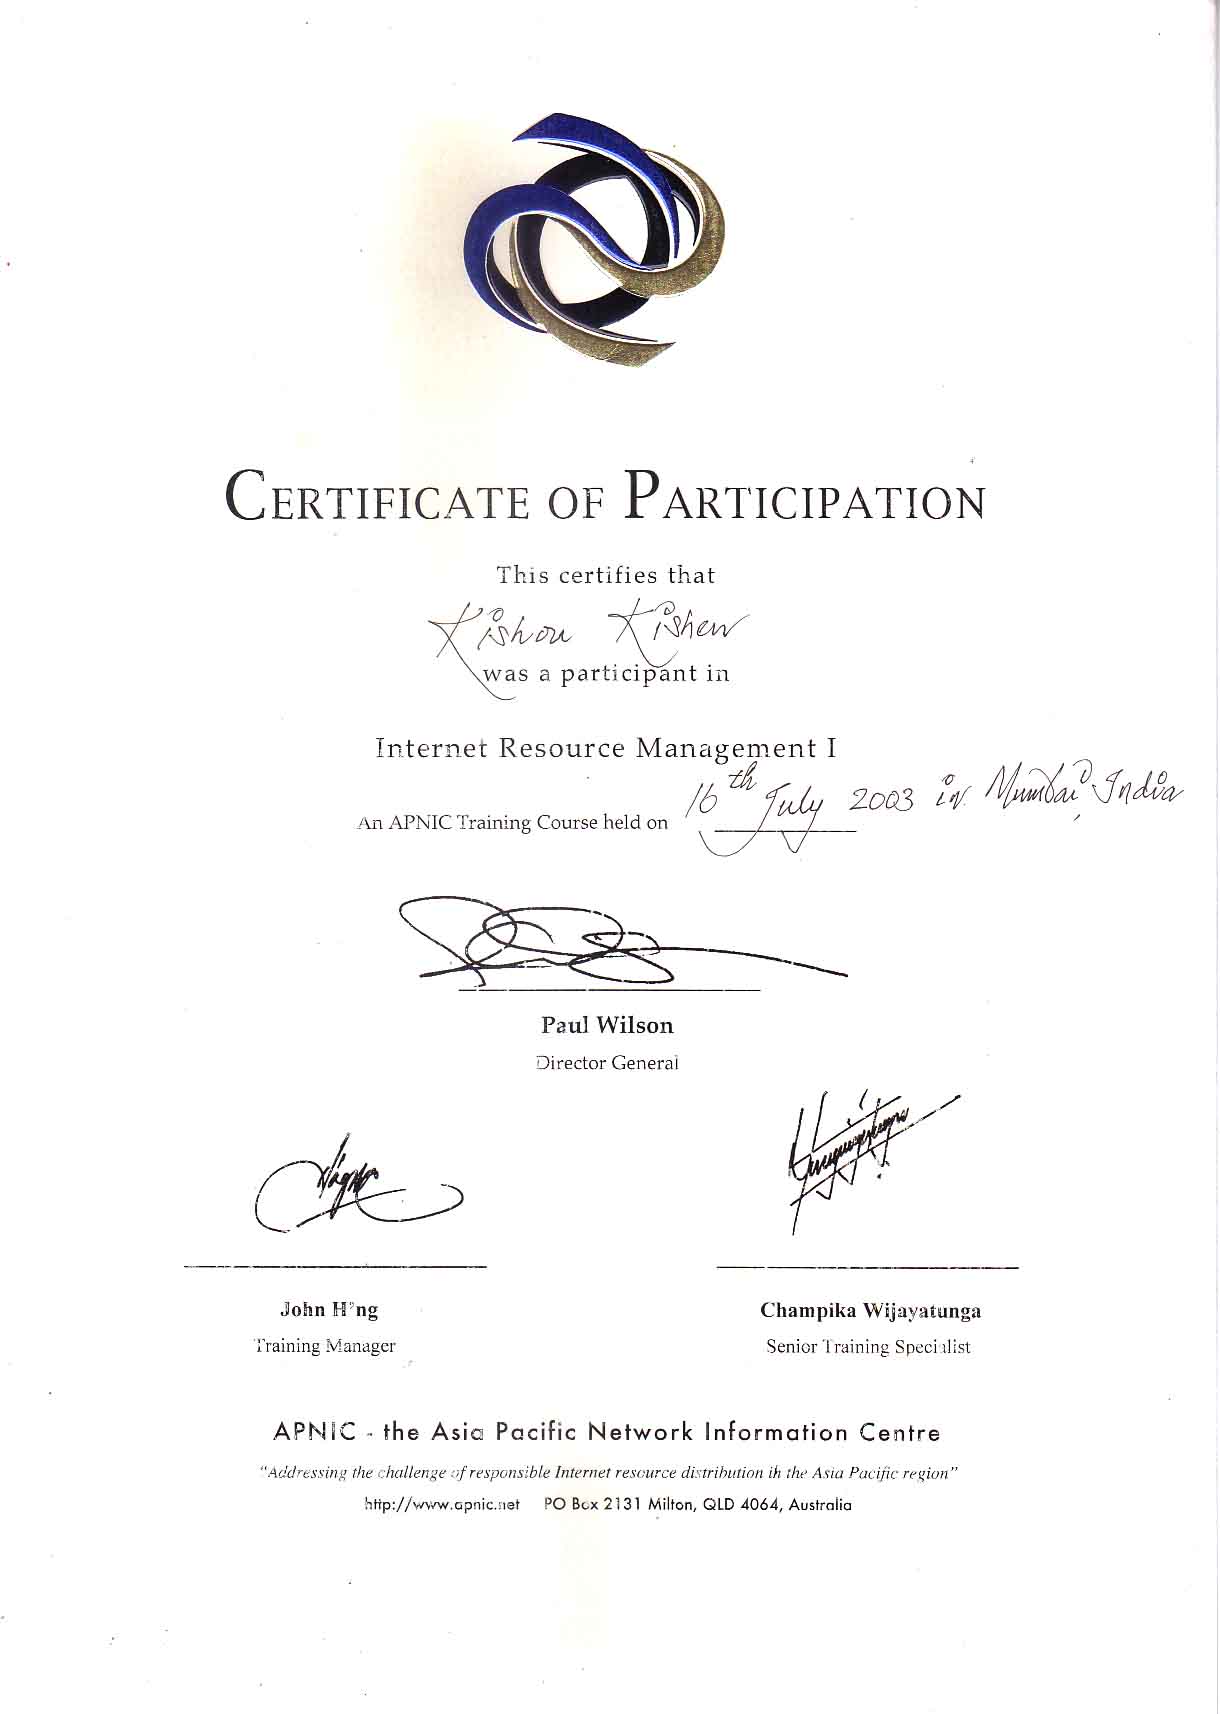 CERTIFICATE OF PARTICIPATION
This certifies that
Kishou Kishen
was a participant in
Internet Resource Management I
An APNIC Training Course held on 16th July 2003 in Mumbai, India
Paul Wilson
Director General
John H'ng
Training Manager
Champika Wijayatunga
Senior Training Specialist
APNIC - the Asia Pacific Network Information Centre
"Addressing the challenge of responsible Internet resource distribution in the Asia Pacific region"
http://www.apnic.net PO Box 2131 Milton, QLD 4064, Australia